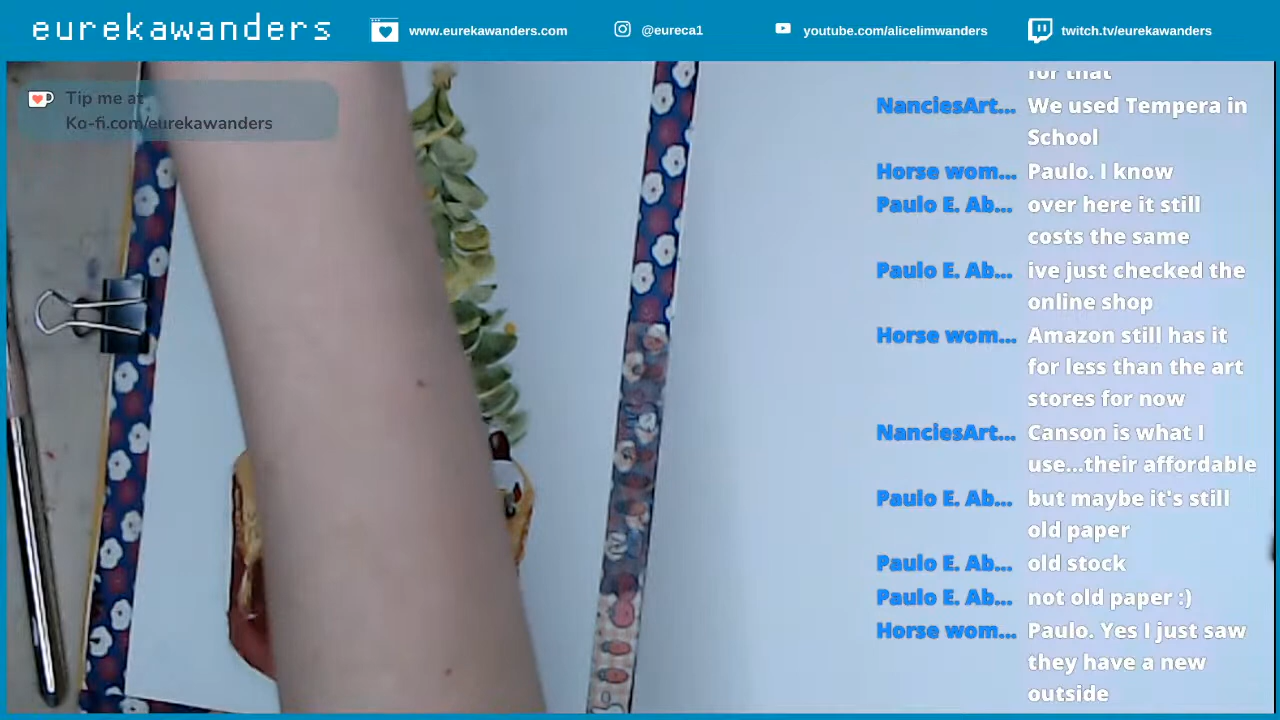 eurekawanders
www.eurekawanders.com
@eureca1
youtube.com/alicelimwanders
twitch.tv/eurekawanders
Tip me at
Ko-fi.com/eurekawanders
for that
NanciesArt... We used Tempera in
School
Horse wom... Paulo. I know
Paulo E. Ab... over here it still
costs the same
Paulo E. Ab... ive just checked the
online shop
Horse wom... Amazon still has it
for less than the art
stores for now
NanciesArt... Canson is what I
use...their affordable
Paulo E. Ab... but maybe it's still
old paper
Paulo E. Ab... old stock
Paulo E. Ab... not old paper :)
Horse wom... Paulo. Yes I just saw
they have a new
outside